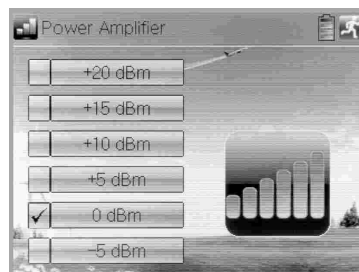 Power Amplifier
+20 dBm
+15 dBm
+10 dBm
+5 dBm
0 dBm
-5 dBm